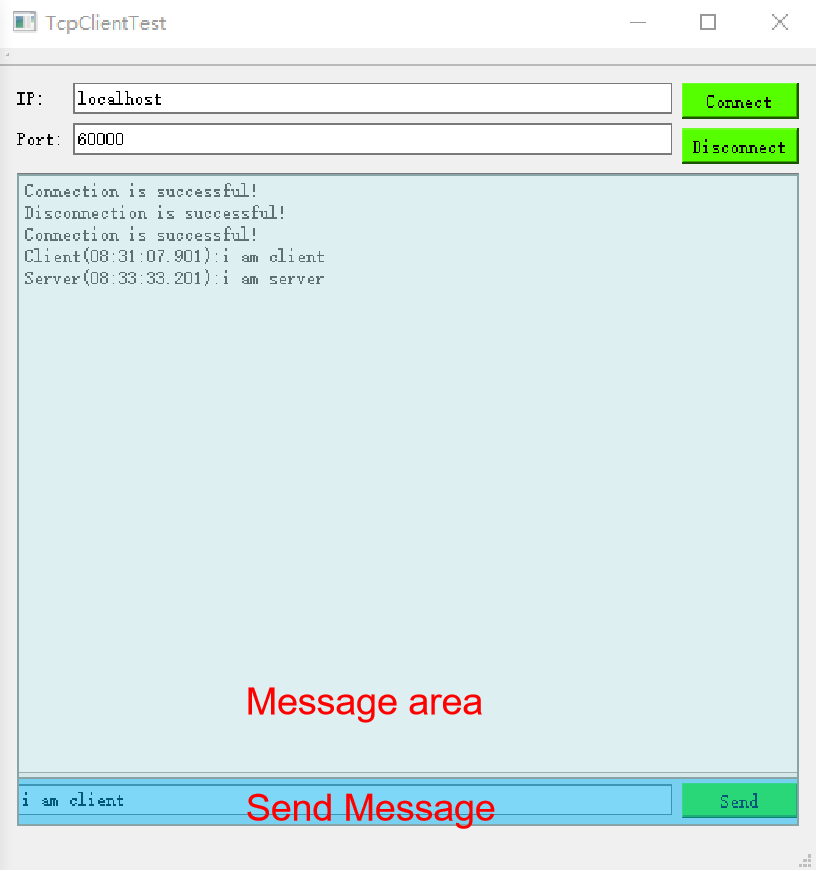 TcpClientTest
IP: localhost Connect
Port: 60000 Disconnect
Connection is successful!
Disconnection is successful!
Connection is successful!
Client(08:31:07.901):i am client
Server(08:33:33.201):i am server
Message area
i am client Send Message Send